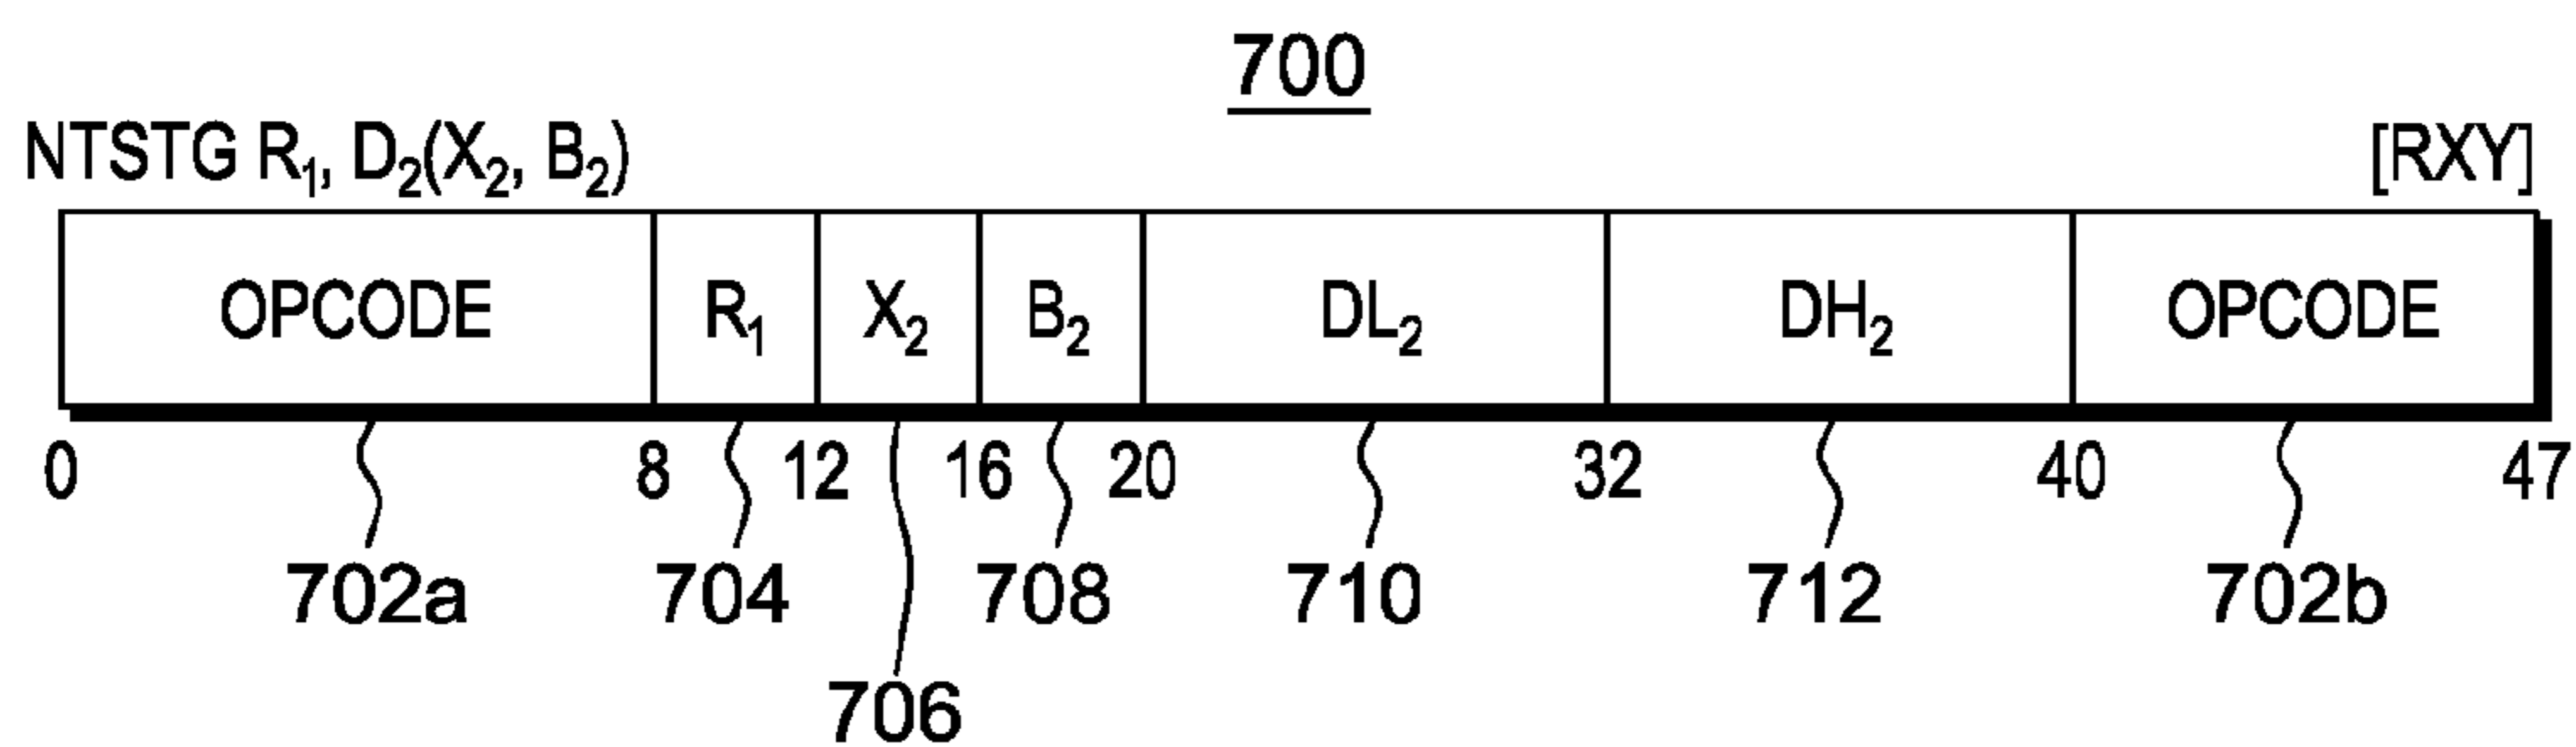 700
NTSTG R₁, D₂(X₂, B₂) [RXY]
OPCODE R₁ X₂ B₂ DL₂ DH₂ OPCODE
0 8 12 16 20 32 40 47
702a 704 708 710 712 702b
706